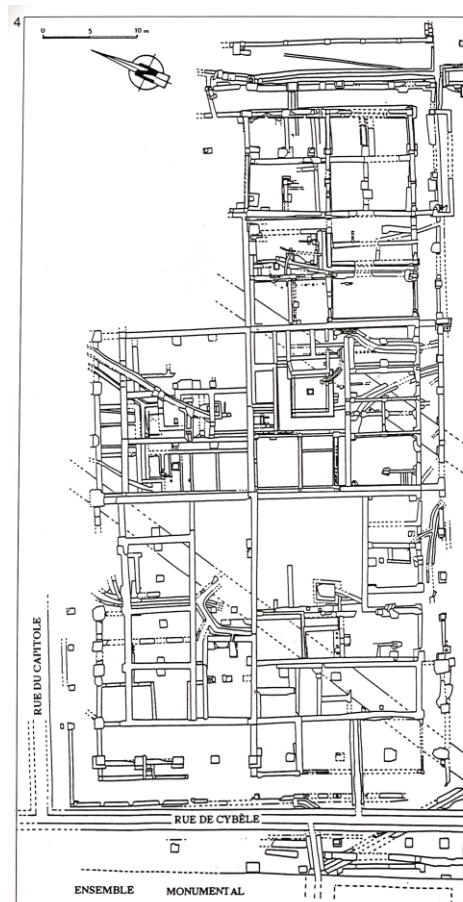 4
0 5 10 m
N
RUE DU CAPITOLE
RUE DE CYBÈLE
ENSEMBLE MONUMENTAL